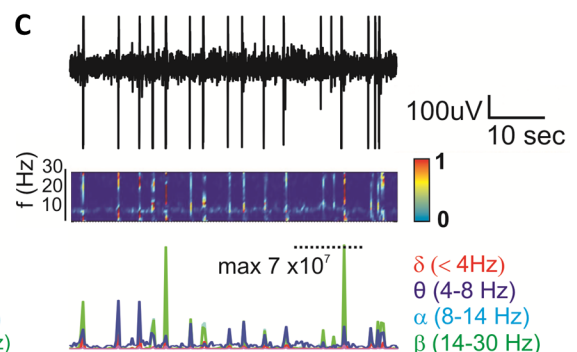 C
100uV
10 sec
f (Hz)
30
20
10
1
0
max 7 x10⁷
δ (< 4Hz)
θ (4-8 Hz)
α (8-14 Hz)
β (14-30 Hz)
z)